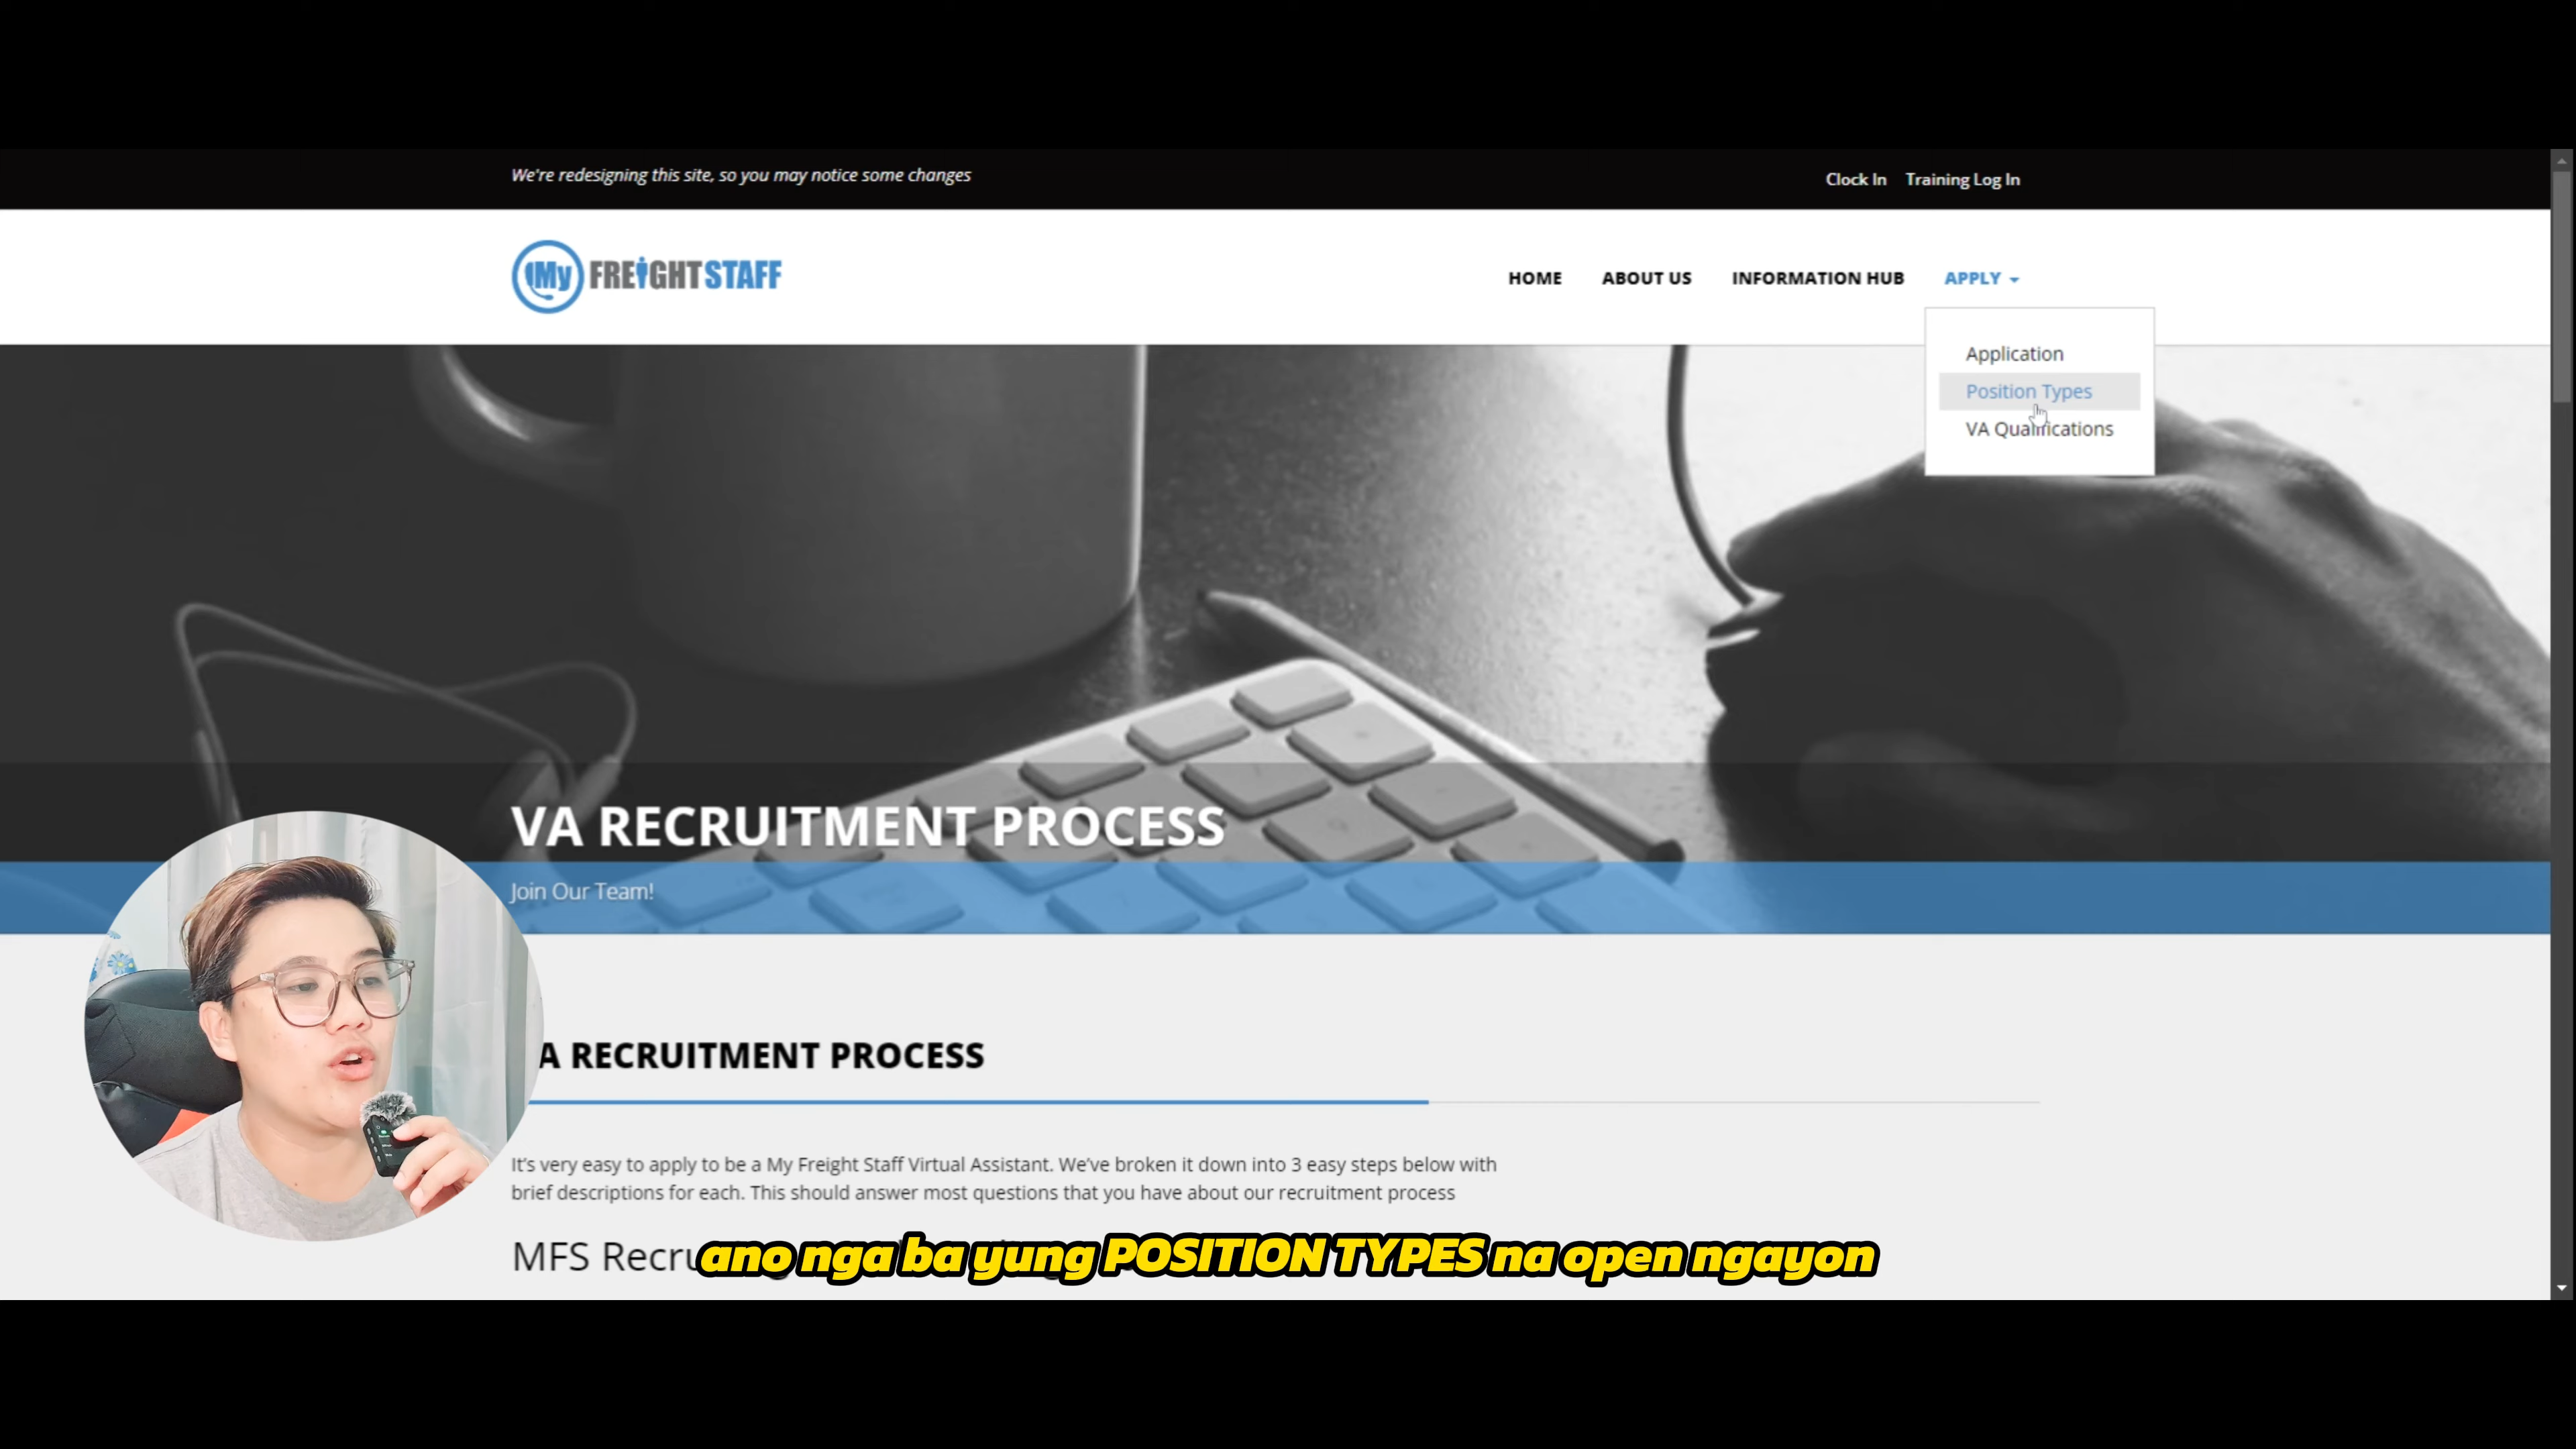 We're redesigning this site, so you may notice some changes
Clock In Training Log In
My FREIGHTSTAFF
HOME ABOUT US INFORMATION HUB APPLY
Application
Position Types
VA Qualifications
VA RECRUITMENT PROCESS
Join Our Team!
A RECRUITMENT PROCESS
It's very easy to apply to be a My Freight Staff Virtual Assistant. We've broken it down into 3 easy steps below with
brief descriptions for each. This should answer most questions that you have about our recruitment process
MFS Recru
ano nga ba yung POSITION TYPES na open ngayon